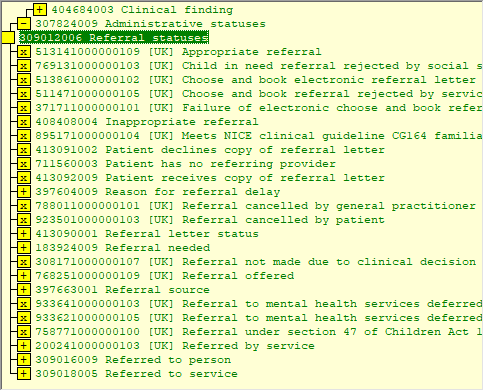 + 404684003 Clinical finding
− 307824009 Administrative statuses
309012006 Referral statuses
x 513141000000109 [UK] Appropriate referral
x 769131000000103 [UK] Child in need referral rejected by social s
x 513861000000102 [UK] Choose and book electronic referral letter
x 511471000000105 [UK] Choose and book referral rejected by servic
x 371711000000101 [UK] Failure of electronic choose and book refer
x 408408004 Inappropriate referral
x 895171000000104 [UK] Meets NICE clinical guideline CG164 familia
x 413091002 Patient declines copy of referral letter
x 711560003 Patient has no referring provider
x 413092009 Patient receives copy of referral letter
+ 397604009 Reason for referral delay
+ 788011000000101 [UK] Referral cancelled by general practitioner
+ 923501000000103 [UK] Referral cancelled by patient
+ 413090001 Referral letter status
+ 183924009 Referral needed
x 308171000000107 [UK] Referral not made due to clinical decision
+ 768251000000109 [UK] Referral offered
+ 397663001 Referral source
x 933641000000103 [UK] Referral to mental health services deferred
x 933621000000105 [UK] Referral to mental health services deferred
x 758771000000100 [UK] Referral under section 47 of Children Act 1
+ 200241000000103 [UK] Referred by service
+ 309016009 Referred to person
+ 309018005 Referred to service